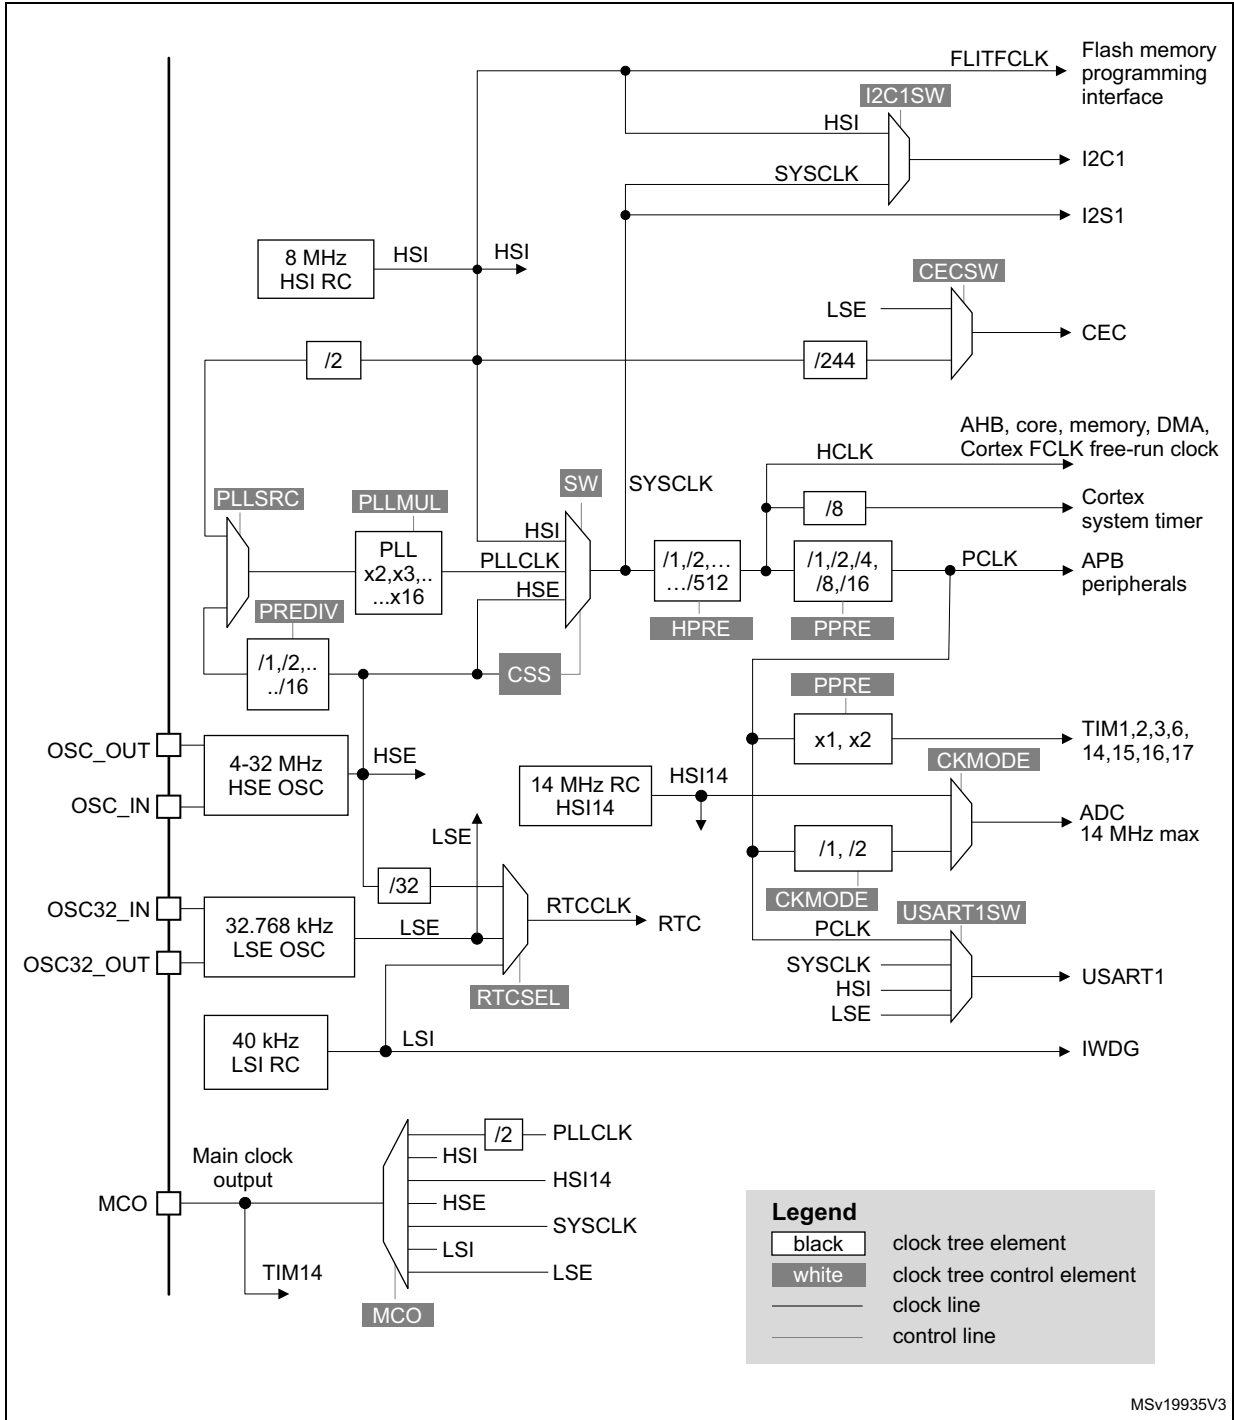 FLITFCLK
Flash memory
programming
interface
I2C1SW
HSI
I2C1
SYSCLK
I2S1
8 MHz
HSI RC
HSI
HSI
CECSW
LSE
CEC
/2
/244
AHB, core, memory, DMA,
Cortex FCLK free-run clock
HCLK
PLLSRC
PLLMUL
SW
SYSCLK
/8
Cortex
system timer
HSI
PLL
x2,x3,..
...x16
PLLCLK
HSE
/1,/2,...
.../512
/1,/2,/4,
/8,/16
PCLK
APB
peripherals
PREDIV
HPRE
PPRE
/1,/2,..
../16
CSS
PPRE
OSC_OUT
4-32 MHz
HSE OSC
HSE
x1, x2
TIM1,2,3,6,
14,15,16,17
OSC_IN
14 MHz RC
HSI14
HSI14
CKMODE
ADC
14 MHz max
LSE
/1, /2
/32
CKMODE
OSC32_IN
32.768 kHz
LSE OSC
LSE
RTCCLK
RTC
USART1SW
PCLK
OSC32_OUT
SYSCLK
HSI
LSE
USART1
RTCSEL
40 kHz
LSI RC
LSI
IWDG
/2
PLLCLK
Main clock
output
HSI
HSI14
MCO
HSE
SYSCLK
LSI
LSE
TIM14
MCO
Legend
black
clock tree element
white
clock tree control element
clock line
control line
MSv19935V3